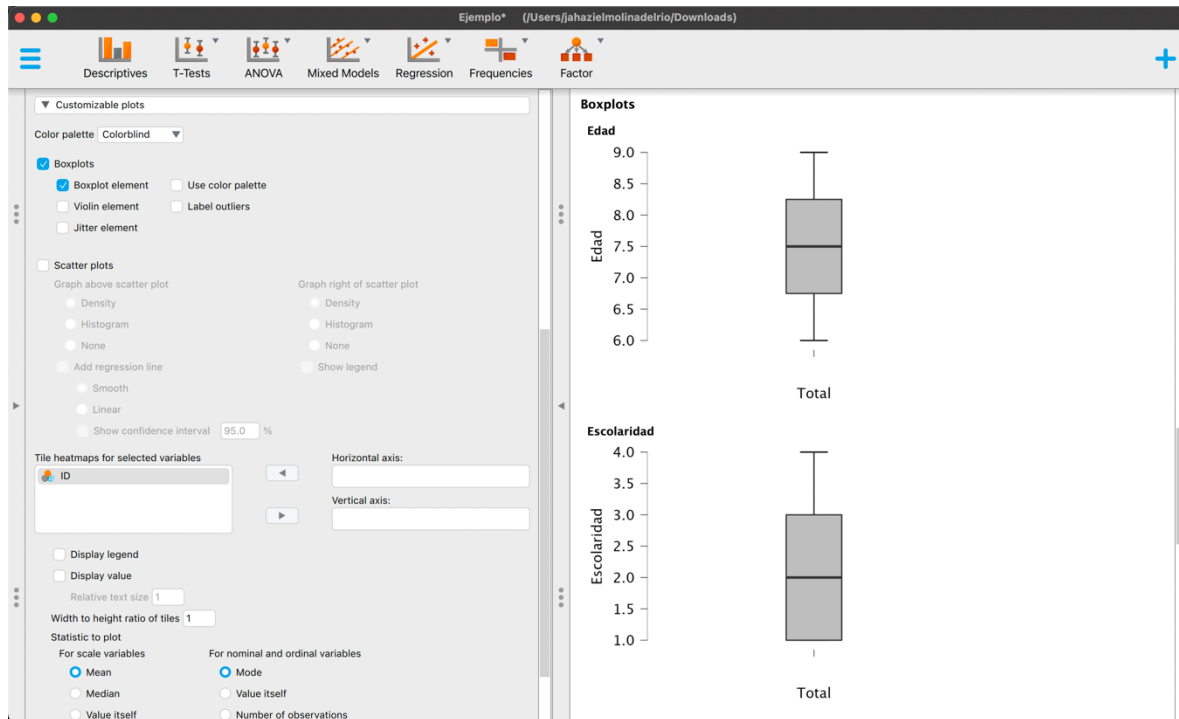 Ejemplo* (/Users/jahazielmolinadelrio/Downloads)
Descriptives T-Tests ANOVA Mixed Models Regression Frequencies Factor
Customizable plots
Color palette Colorblind
Boxplots
Boxplot element Use color palette
Violin element Label outliers
Jitter element
Scatter plots
Graph above scatter plot Graph right of scatter plot
Density Density
Histogram Histogram
None None
Add regression line Show legend
Smooth
Linear
Show confidence interval 95.0 %
Tile heatmaps for selected variables Horizontal axis:
ID
Vertical axis:
Display legend
Display value
Relative text size 1
Width to height ratio of tiles 1
Statistic to plot
For scale variables For nominal and ordinal variables
Mean Mode
Median Value itself
Value itself Number of observations
Boxplots
Edad
9.0
8.5
8.0
7.5
7.0
6.5
6.0
Edad
Total
Escolaridad
4.0
3.5
3.0
2.5
2.0
1.5
1.0
Escolaridad
Total